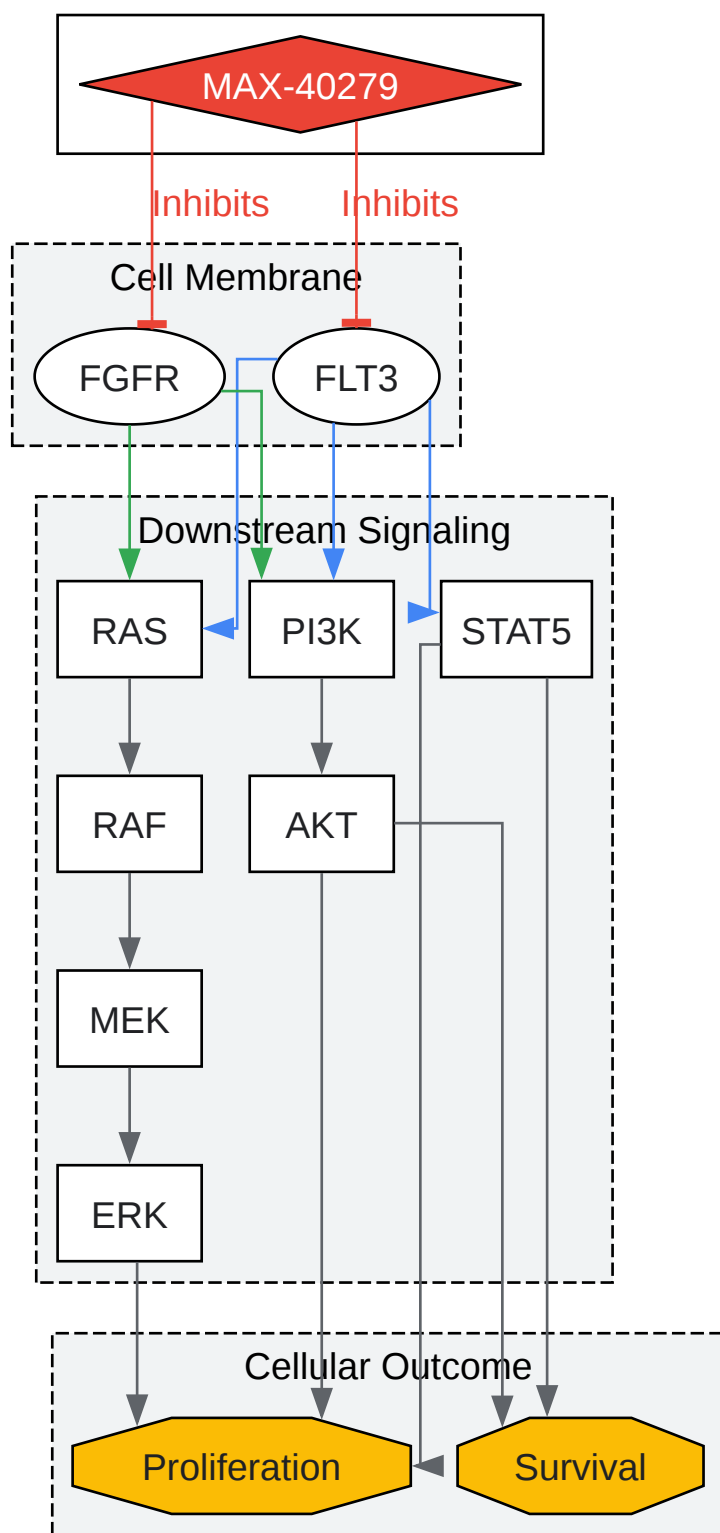 MAX-40279
Inhibits
Inhibits
Cell Membrane
FGFR
FLT3
Downstream Signaling
RAS
PI3K
STAT5
RAF
AKT
MEK
ERK
Cellular Outcome
Proliferation
Survival